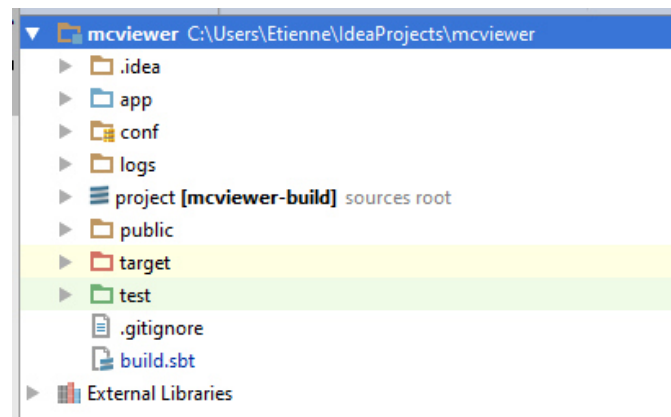 mcviewer C:\Users\Etienne\IdeaProjects\mcviewer
.idea
app
conf
logs
project [mcviewer-build] sources root
public
target
test
.gitignore
build.sbt
External Libraries